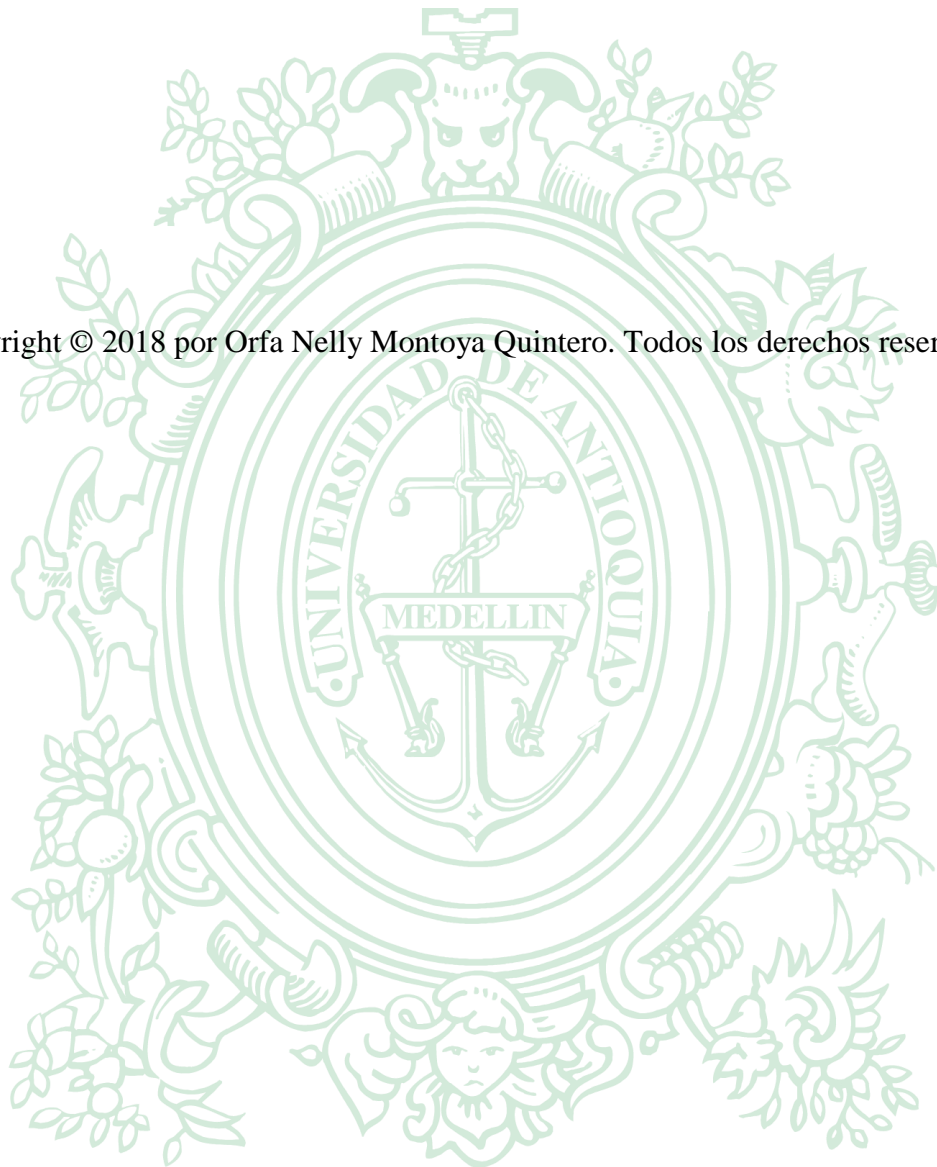 right © 2018 por Orfa Nelly Montoya Quintero. Todos los derechos reser
UNIVERSIDAD DE ANTIOQUIA
MEDELLIN